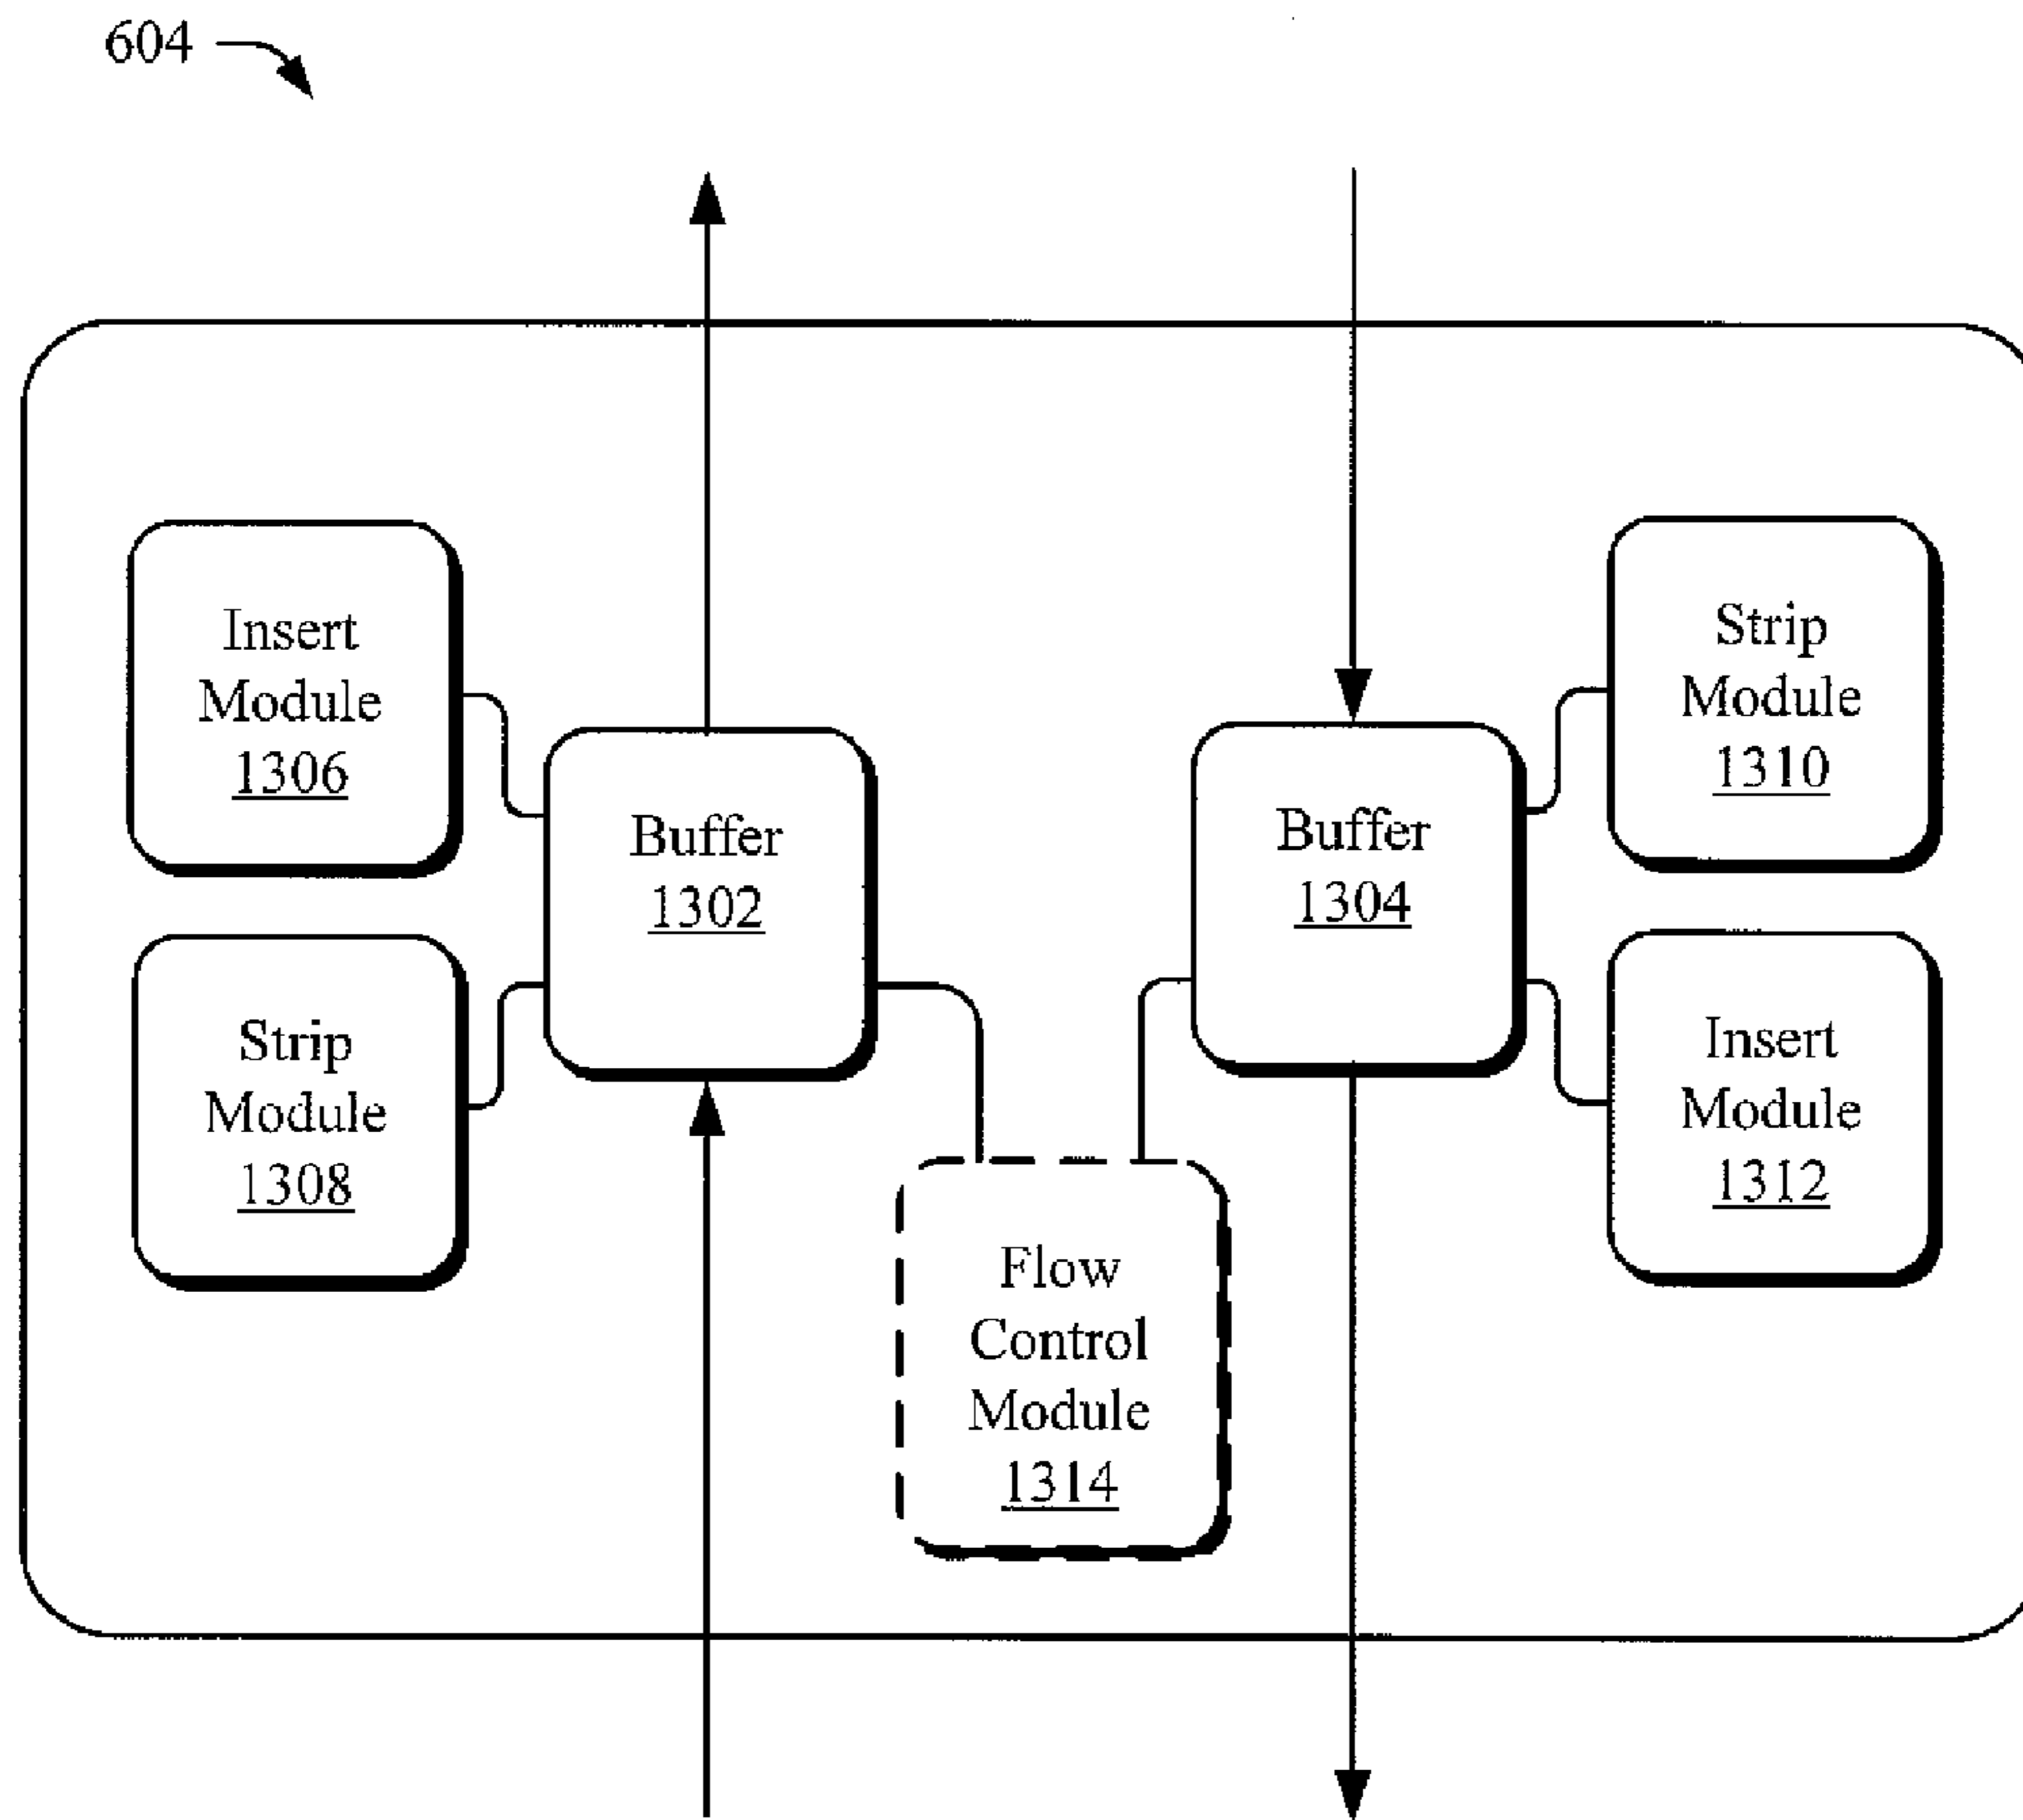 604
Insert
Module
1306
Strip
Module
1308
Buffer
1302
Flow
Control
Module
1314
Buffer
1304
Strip
Module
1310
Insert
Module
1312